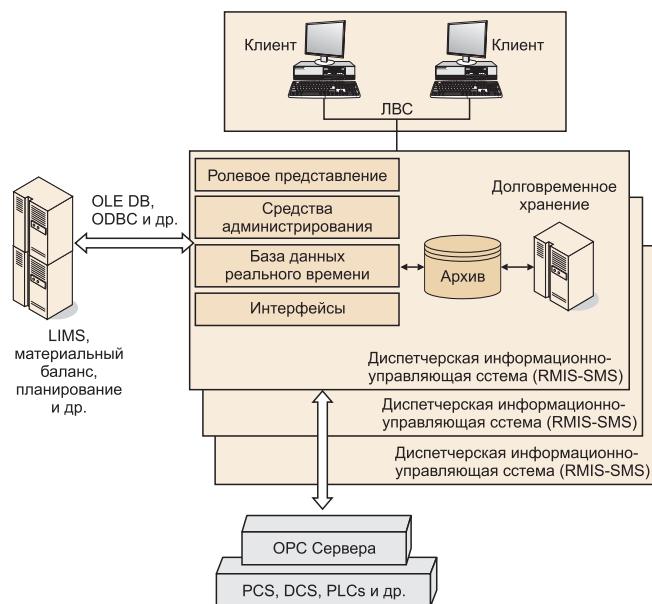 Клиент
Клиент
ЛВС
Ролевое представление
Средства
администрирования
База данных
реального времени
Интерфейсы
Архив
Долговременное
хранение
OLE DB,
ODBC и др.
LIMS,
материальный
баланс,
планирование
и др.
Диспетчерская информационно-
управляющая сстема (RMIS-SMS)
Диспетчерская информационно-
управляющая сстема (RMIS-SMS)
Диспетчерская информационно-
управляющая сстема (RMIS-SMS)
OPC Сервера
PCS, DCS, PLCs и др.